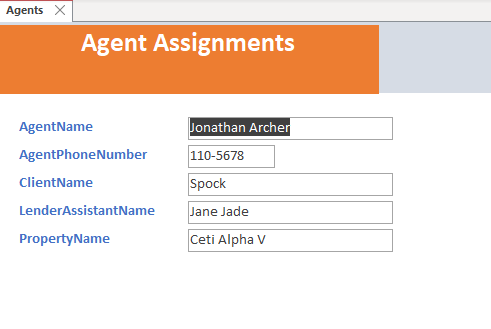 Agents
Agent Assignments
AgentName Jonathan Archer
AgentPhoneNumber 110-5678
ClientName Spock
LenderAssistantName Jane Jade
PropertyName Ceti Alpha V